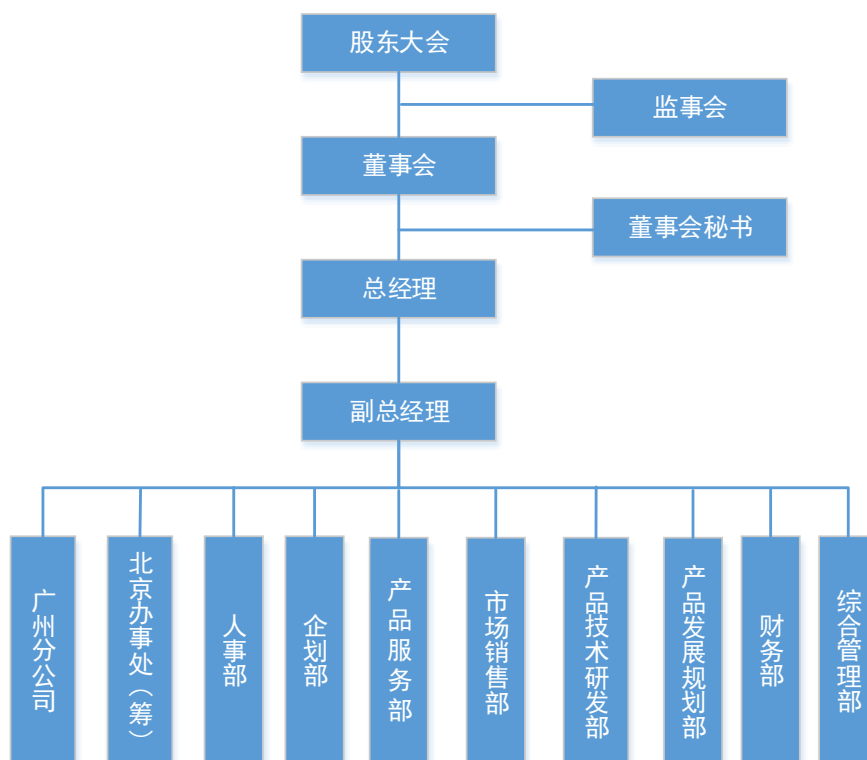 股东大会
监事会
董事会
董事会秘书
总经理
副总经理
广州分公司
北京办事处（筹）
人事部
企划部
产品服务部
市场销售部
产品技术研发部
产品发展规划部
财务部
综合管理部